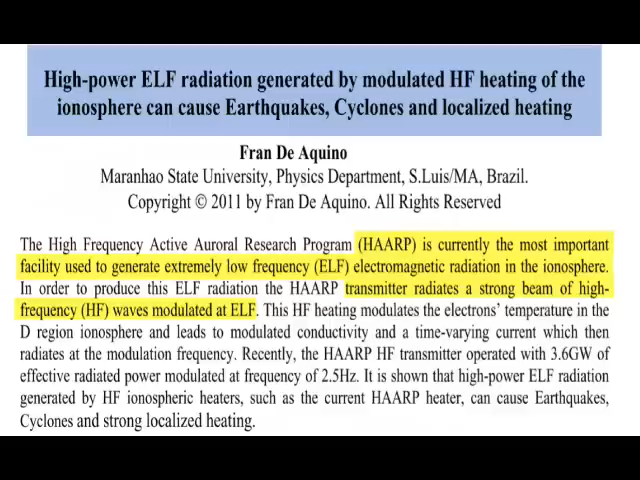 High-power ELF radiation generated by modulated HF heating of the
ionosphere can cause Earthquakes, Cyclones and localized heating
Fran De Aquino
Maranhao State University, Physics Department, S.Luis/MA, Brazil.
Copyright © 2011 by Fran De Aquino. All Rights Reserved
The High Frequency Active Auroral Research Program (HAARP) is currently the most important
facility used to generate extremely low frequency (ELF) electromagnetic radiation in the ionosphere.
In order to produce this ELF radiation the HAARP transmitter radiates a strong beam of high-
frequency (HF) waves modulated at ELF. This HF heating modulates the electrons' temperature in the
D region ionosphere and leads to modulated conductivity and a time-varying current which then
radiates at the modulation frequency. Recently, the HAARP HF transmitter operated with 3.6GW of
effective radiated power modulated at frequency of 2.5Hz. It is shown that high-power ELF radiation
generated by HF ionospheric heaters, such as the current HAARP heater, can cause Earthquakes,
Cyclones and strong localized heating.